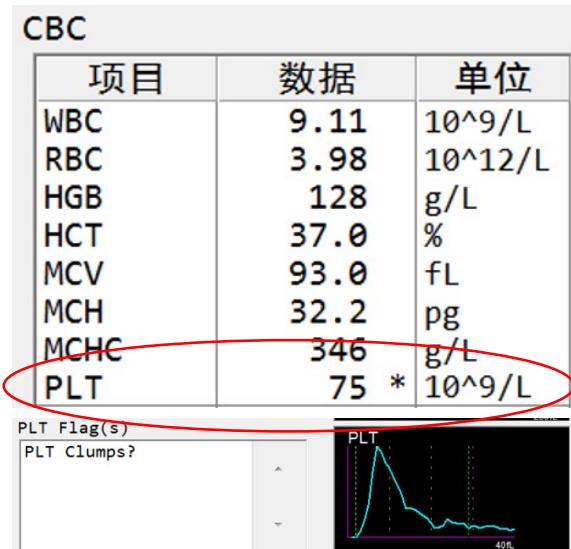 CBC
项目 数据 单位
WBC 9.11 10^9/L
RBC 3.98 10^12/L
HGB 128 g/L
HCT 37.0 %
MCV 93.0 fL
MCH 32.2 pg
MCHC 346 g/L
PLT 75 * 10^9/L
PLT Flag(s)
PLT Clumps?
PLT
40fL